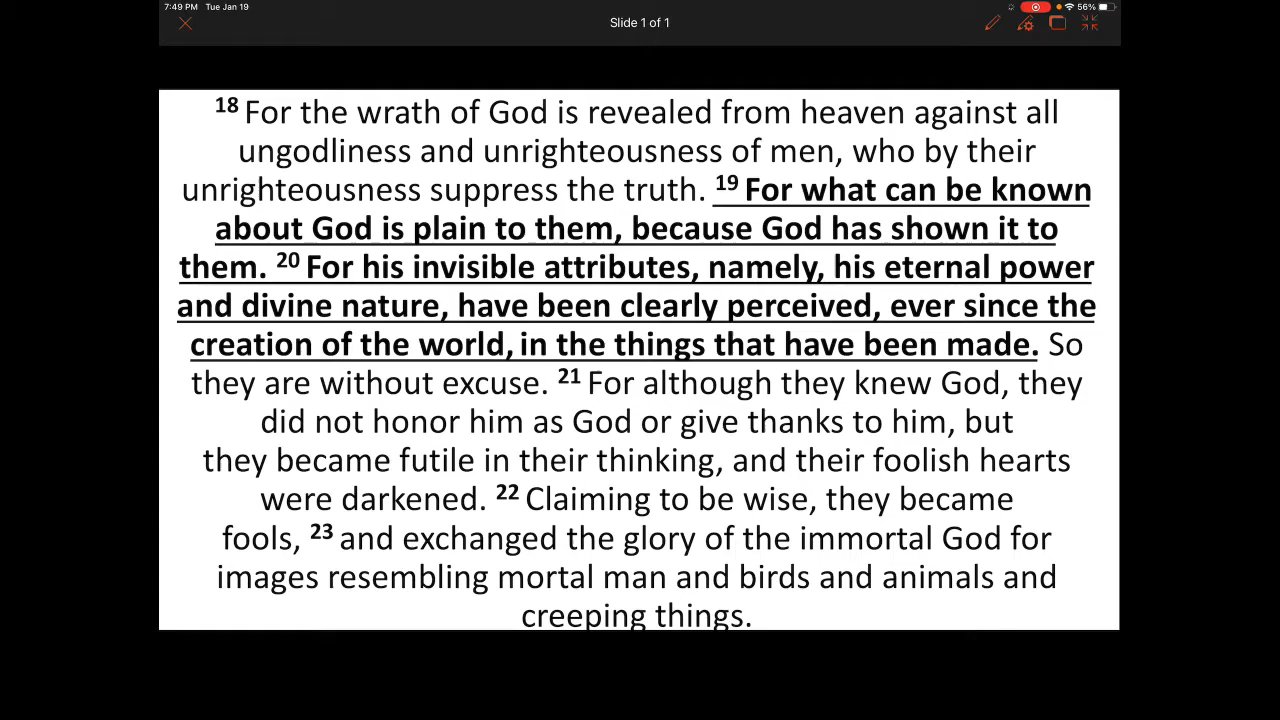 7:49 PM Tue Jan 19
56%
Slide 1 of 1
18 For the wrath of God is revealed from heaven against all
ungodliness and unrighteousness of men, who by their
unrighteousness suppress the truth. 19 For what can be known
about God is plain to them, because God has shown it to
them. 20 For his invisible attributes, namely, his eternal power
and divine nature, have been clearly perceived, ever since the
creation of the world, in the things that have been made. So
they are without excuse. 21 For although they knew God, they
did not honor him as God or give thanks to him, but
they became futile in their thinking, and their foolish hearts
were darkened. 22 Claiming to be wise, they became
fools, 23 and exchanged the glory of the immortal God for
images resembling mortal man and birds and animals and
creeping things.